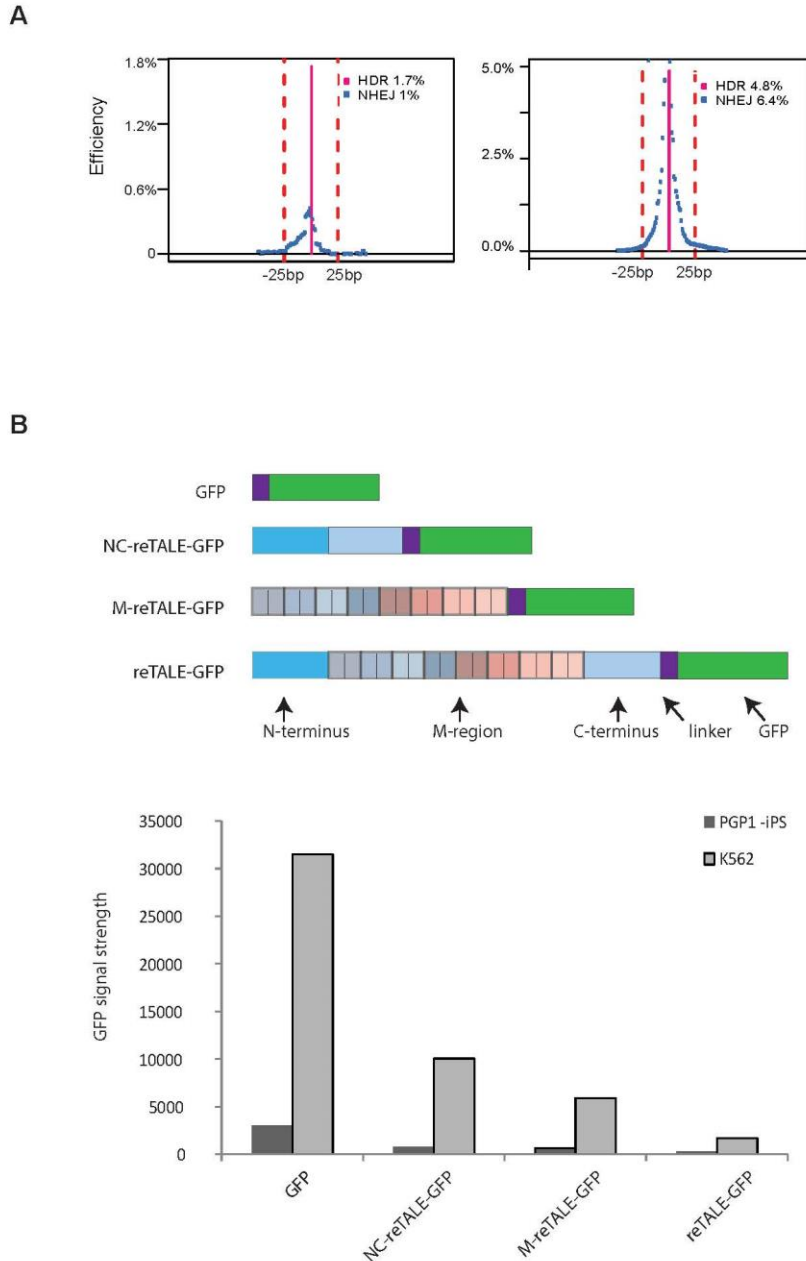 A
Efficiency
1.8%
1.2%
0.6%
0
HDR 1.7%
NHEJ 1%
-25bp 25bp
5.0%
2.5%
0.0%
HDR 4.8%
NHEJ 6.4%
-25bp 25bp
B
GFP
NC-reTALE-GFP
M-reTALE-GFP
reTALE-GFP
N-terminus M-region C-terminus linker GFP
GFP signal strength
35000
30000
25000
20000
15000
10000
5000
0
PGP1 -iPS
K562
GFP
NC-reTALE-GFP
M-reTALE-GFP
reTALE-GFP